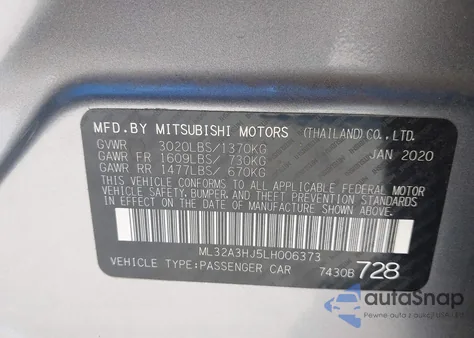 MFD.BY MITSUBISHI MOTORS (THAILAND)CO.,LTD.
GVWR 3020LBS/1370KG JAN 2020
GAWR FR 1609LBS/ 730KG
GAWR RR 1477LBS/ 670KG
THIS VEHICLE CONFORMS TO ALL APPLICABLE FEDERAL MOTOR
VEHICLE SAFETY, BUMPER, AND THEFT PREVENTION STANDARDS
IN EFFECT ON THE DATE OF MANUFACTURE SHOWN ABOVE.
ML32A3HJ5LH006373
VEHICLE TYPE:PASSENGER CAR 7430B 728
autoSnap
Autosnap